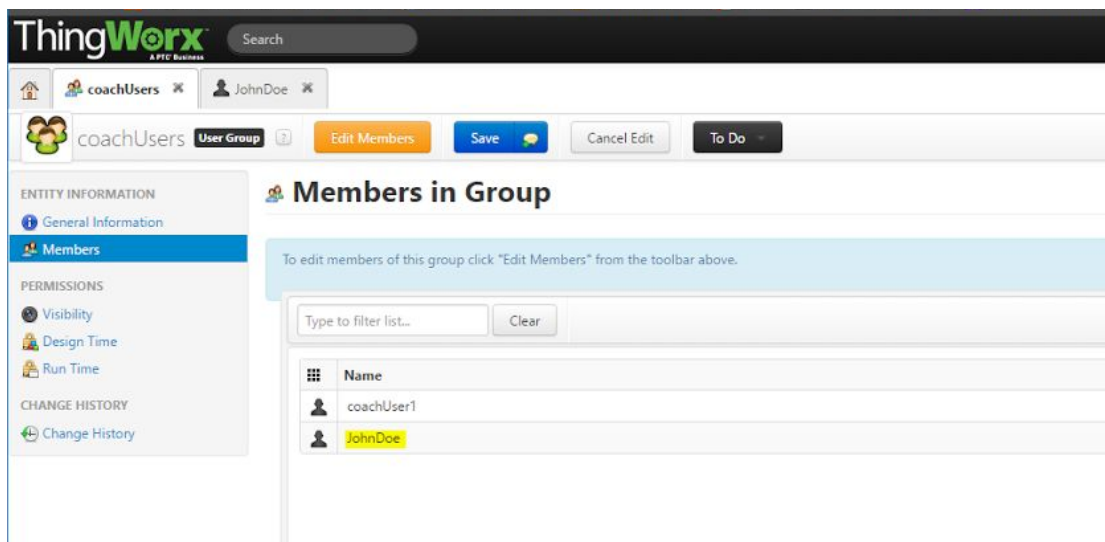 ThingWorx
A PTC Business
Search
coachUsers
JohnDoe
coachUsers User Group ? Edit Members Save Cancel Edit To Do
ENTITY INFORMATION
General Information
Members
PERMISSIONS
Visibility
Design Time
Run Time
CHANGE HISTORY
Change History
Members in Group
To edit members of this group click "Edit Members" from the toolbar above.
Type to filter list... Clear
Name
coachUser1
JohnDoe